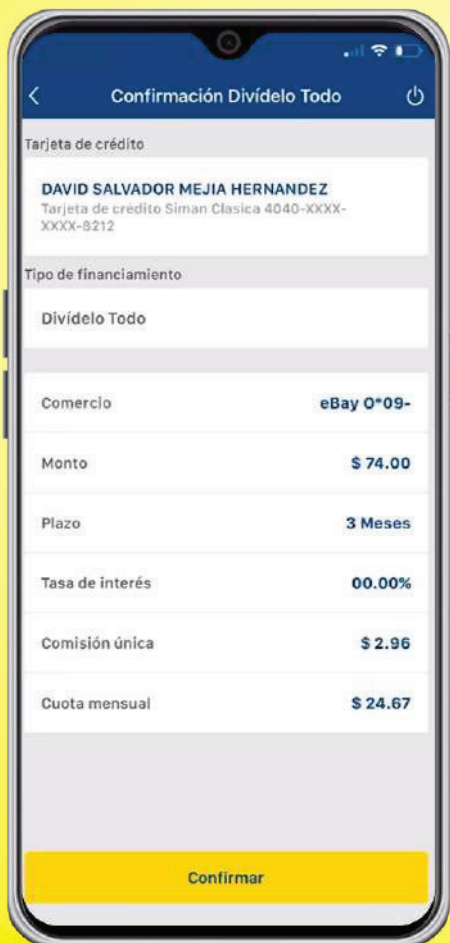 Confirmación Divídelo Todo
Tarjeta de crédito
DAVID SALVADOR MEJIA HERNANDEZ
Tarjeta de crédito Siman Clasica 4040-XXXX-
XXXX-8212
Tipo de financiamiento
Divídelo Todo
Comercio eBay O*09-
Monto $ 74.00
Plazo 3 Meses
Tasa de interés 00.00%
Comisión única $ 2.96
Cuota mensual $ 24.67
Confirmar